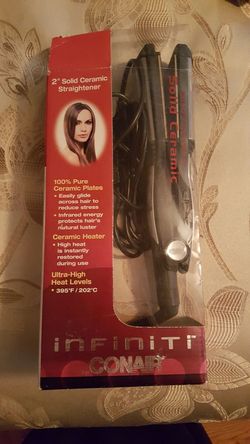 2" Solid Ceramic
Straightener
100% Pure
Ceramic Plates
• Easily glide
across hair to
reduce stress
• Infrared energy
protects hair's
natural luster
Ceramic Heater
• High heat
is instantly
restored
during use
Ultra-High
Heat Levels
• 395°F/202°C
Solid Ceramic
INFINITI
CONAIR